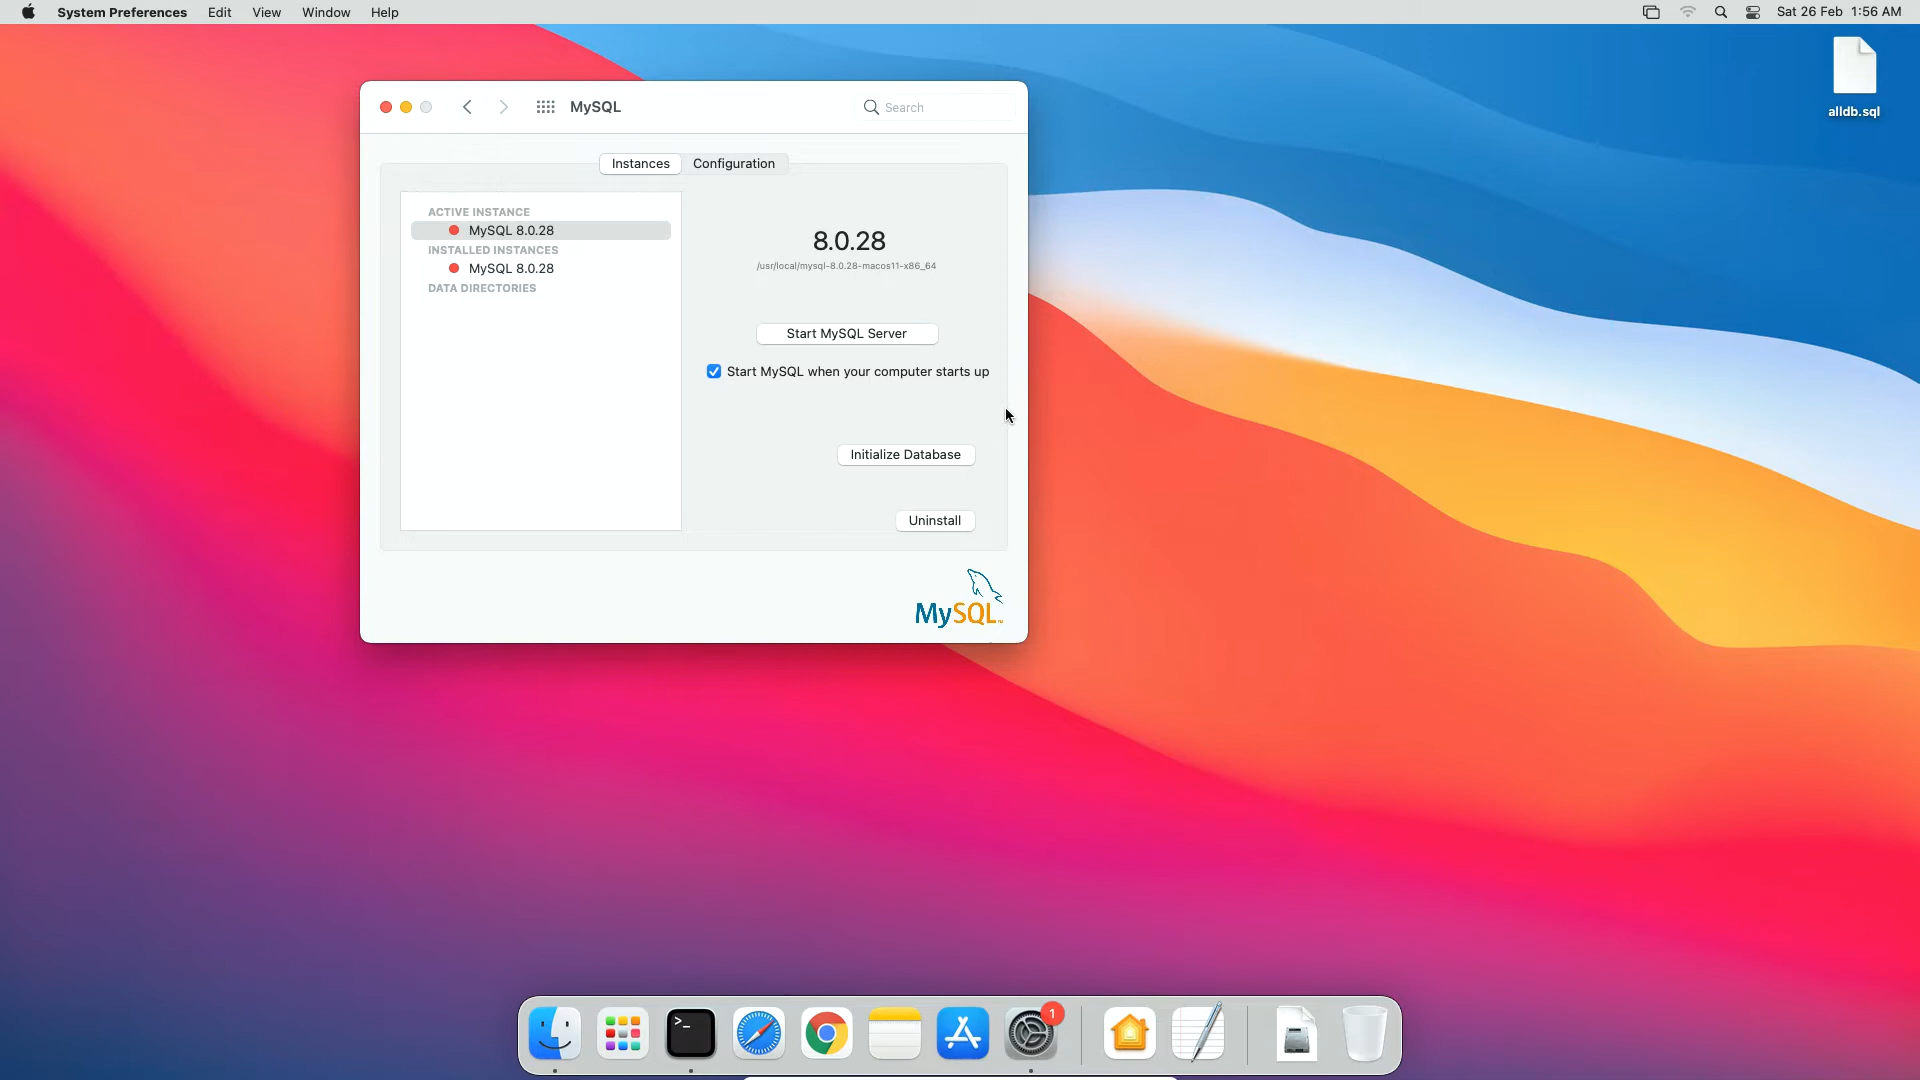 System Preferences Edit View Window Help
Sat 26 Feb 1:56 AM
alldb.sql
MySQL
Search
Instances
Configuration
ACTIVE INSTANCE
MySQL 8.0.28
INSTALLED INSTANCES
MySQL 8.0.28
DATA DIRECTORIES
8.0.28
/usr/local/mysql-8.0.28-macos11-x86_64
Start MySQL Server
Start MySQL when your computer starts up
Initialize Database
Uninstall
MySQL™
>_
1